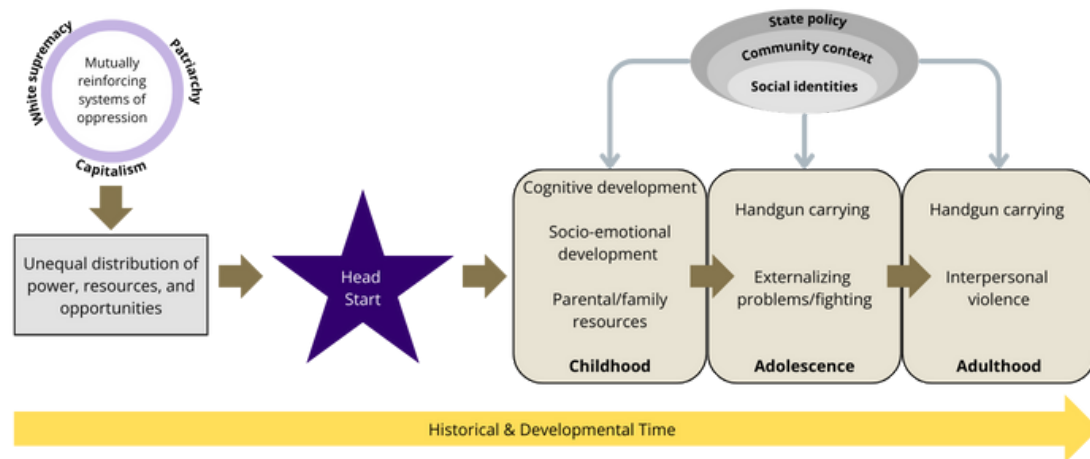 White supremacy
Patriarchy
Capitalism
Mutually
reinforcing
systems of
oppression
Unequal distribution of
power, resources, and
opportunities
Head
Start
State policy
Community context
Social identities
Cognitive development
Socio-emotional
development
Parental/family
resources
Childhood
Handgun carrying
Externalizing
problems/fighting
Adolescence
Handgun carrying
Interpersonal
violence
Adulthood
Historical & Developmental Time